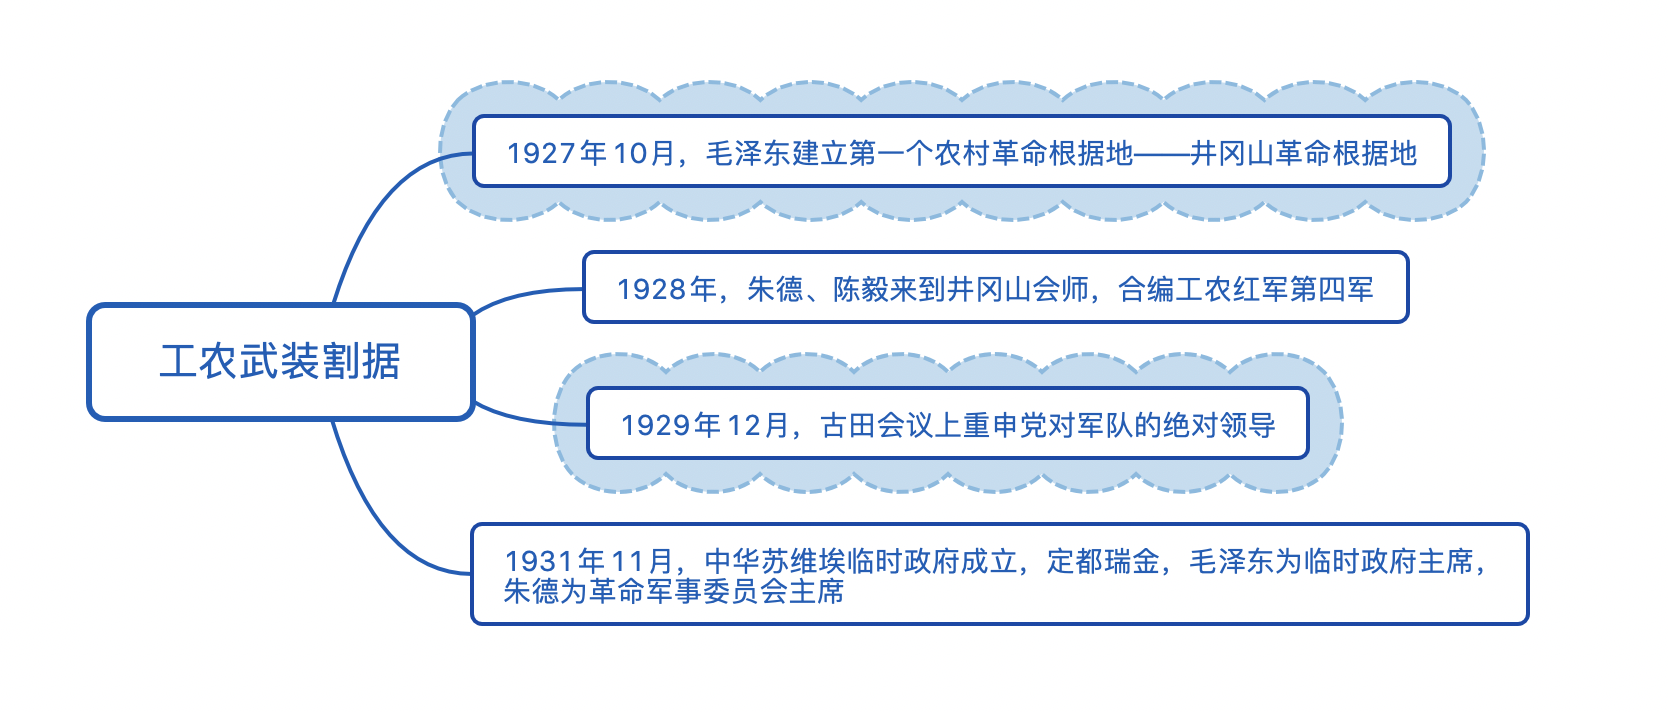 1927年10月，毛泽东建立第一个农村革命根据地——井冈山革命根据地
1928年，朱德、陈毅来到井冈山会师，合编工农红军第四军
工农武装割据
1929年12月，古田会议上重申党对军队的绝对领导
1931年11月，中华苏维埃临时政府成立，定都瑞金，毛泽东为临时政府主席，
朱德为革命军事委员会主席